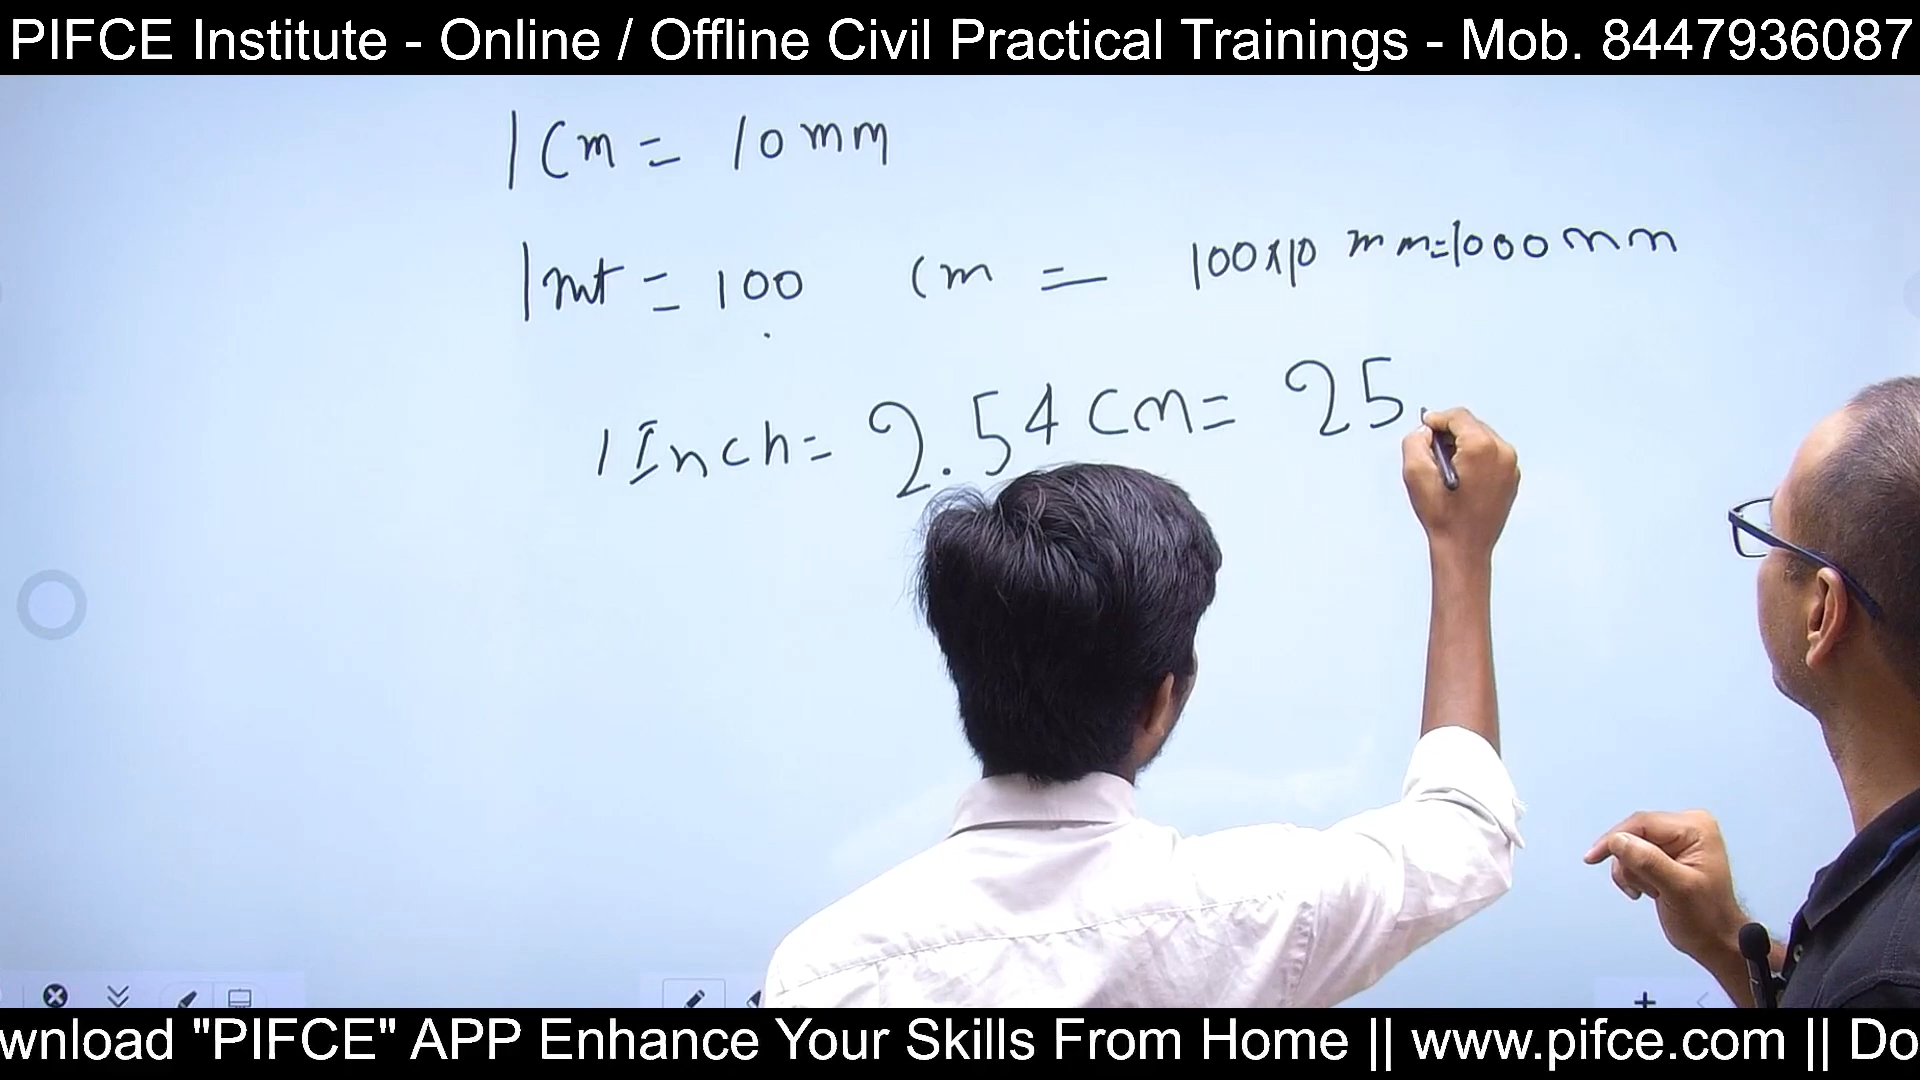 PIFCE Institute - Online / Offline Civil Practical Trainings - Mob. 8447936087
1 Cm = 10 mm
1 mt = 100 cm = 100x10 mm=1000 mm
1 Inch = 2.54 Cm = 25.
wnload "PIFCE" APP Enhance Your Skills From Home || www.pifce.com || Do